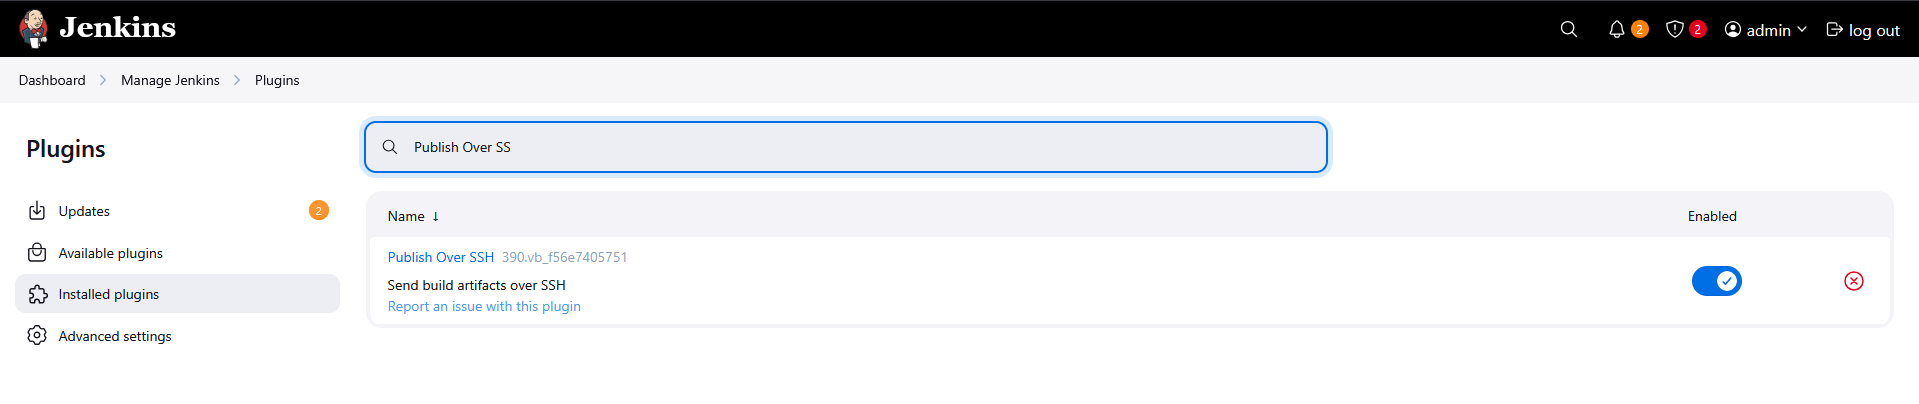 Jenkins
2
2
admin
log out
Dashboard
Manage Jenkins
Plugins
Plugins
Publish Over SS
Updates
2
Available plugins
Installed plugins
Advanced settings
Name ↓
Enabled
Publish Over SSH 390.vb_f56e7405751
Send build artifacts over SSH
Report an issue with this plugin